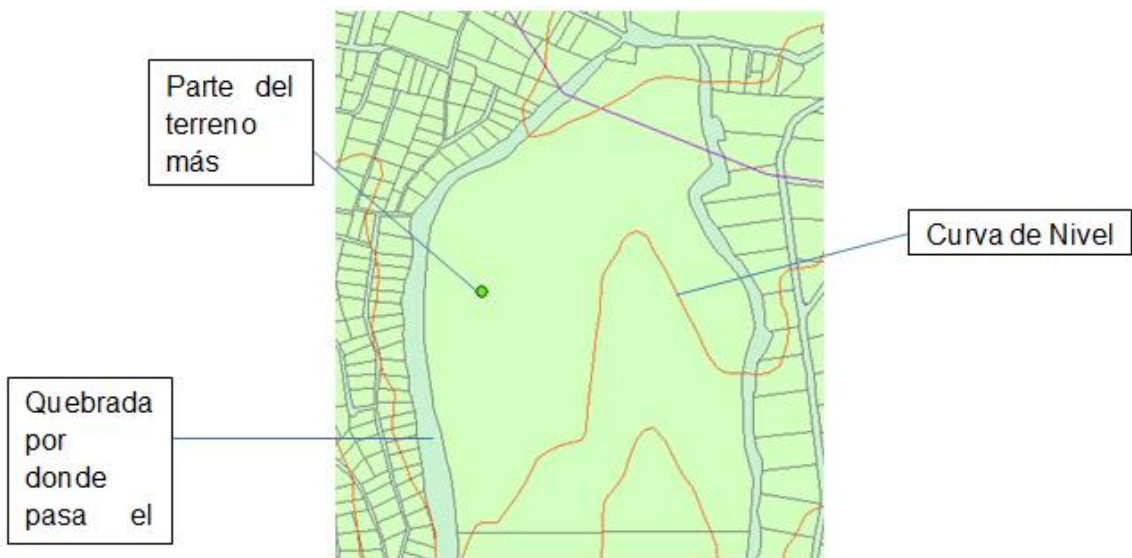 Parte del
terreno
más
Curva de Nivel
Quebrada
por
donde
pasa el